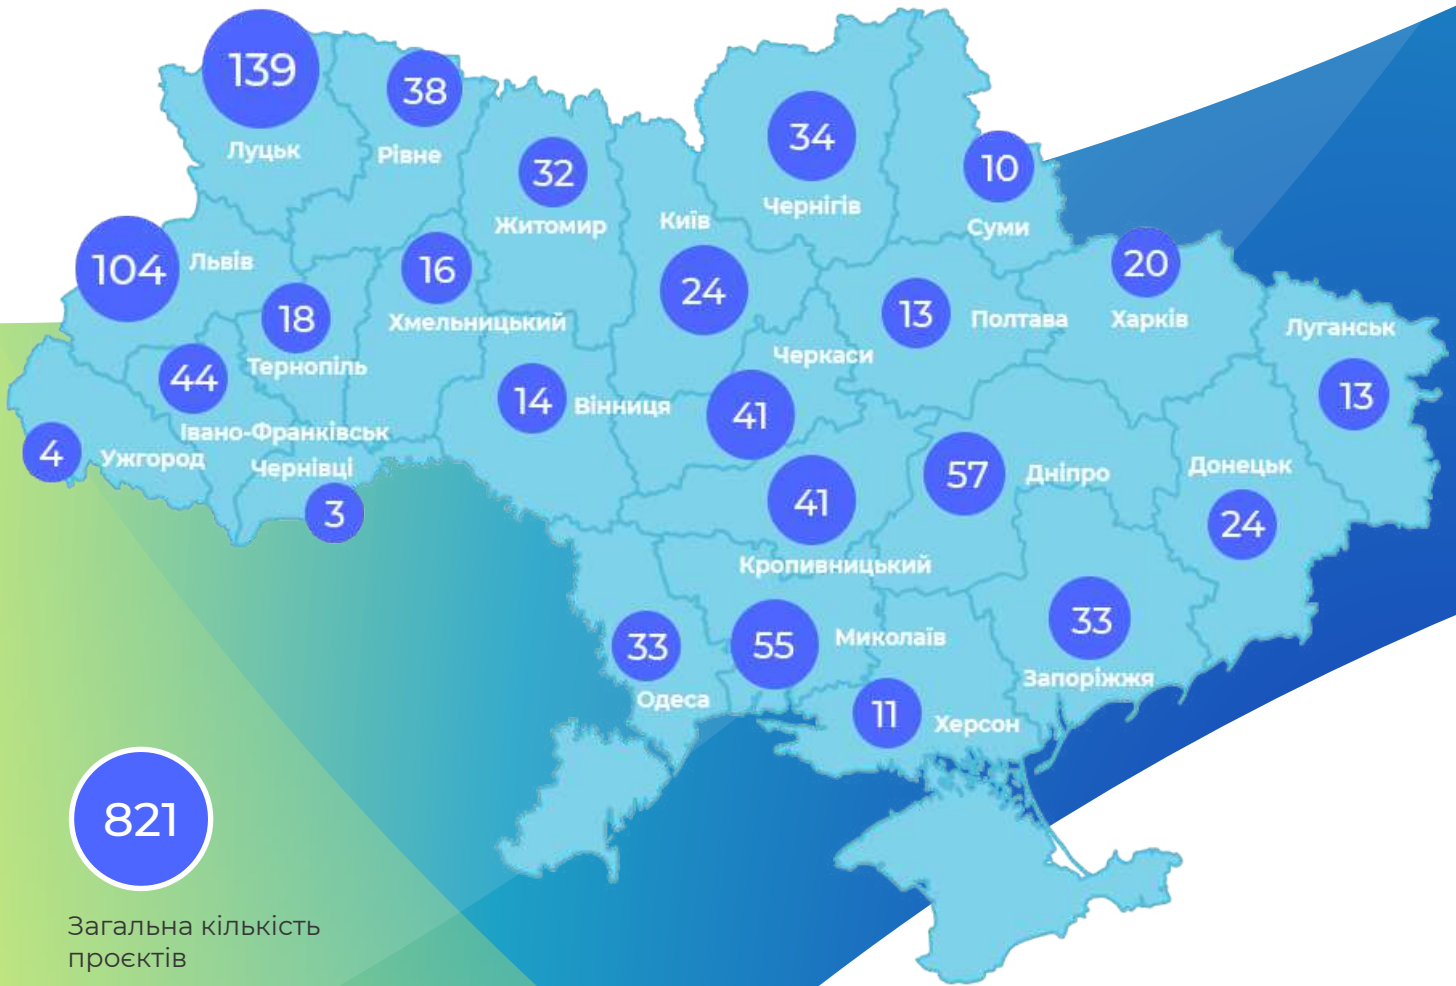 139
Луцьк
38
Рівне
32
Житомир
Київ
24
34
Чернігів
10
Суми
104
Львів
18
Тернопіль
16
Хмельницький
44
Івано-Франківськ
4
Ужгород
Чернівці
3
14
Вінниця
Черкаси
41
13
Полтава
20
Харків
Луганськ
13
41
Кропивницький
57
Дніпро
Донецьк
24
33
Одеса
55
Миколаїв
11
Херсон
33
Запоріжжя
821
Загальна кількість
проєктів